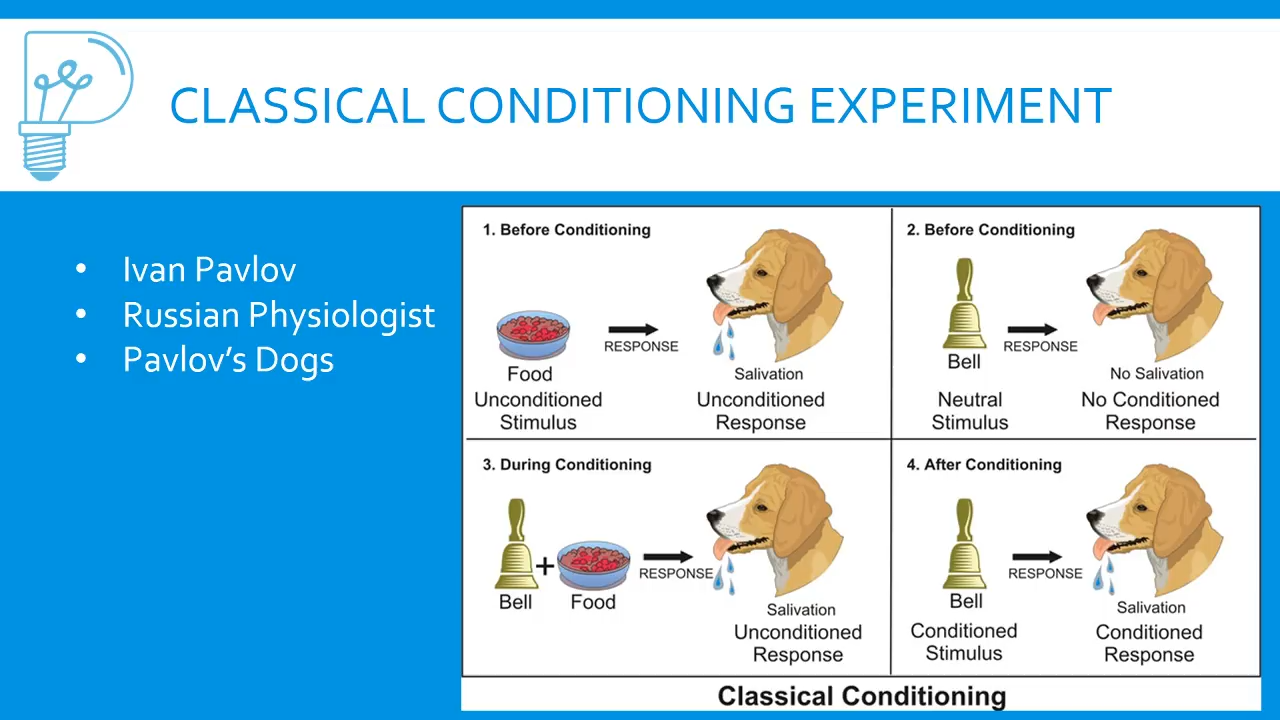 CLASSICAL CONDITIONING EXPERIMENT
• Ivan Pavlov
• Russian Physiologist
• Pavlov’s Dogs
1. Before Conditioning
RESPONSE
Food
Salivation
Unconditioned
Stimulus
Unconditioned
Response
2. Before Conditioning
RESPONSE
Bell
No Salivation
Neutral
Stimulus
No Conditioned
Response
3. During Conditioning
+
RESPONSE
Bell
Food
Salivation
Unconditioned
Response
4. After Conditioning
RESPONSE
Bell
Salivation
Conditioned
Stimulus
Conditioned
Response
Classical Conditioning